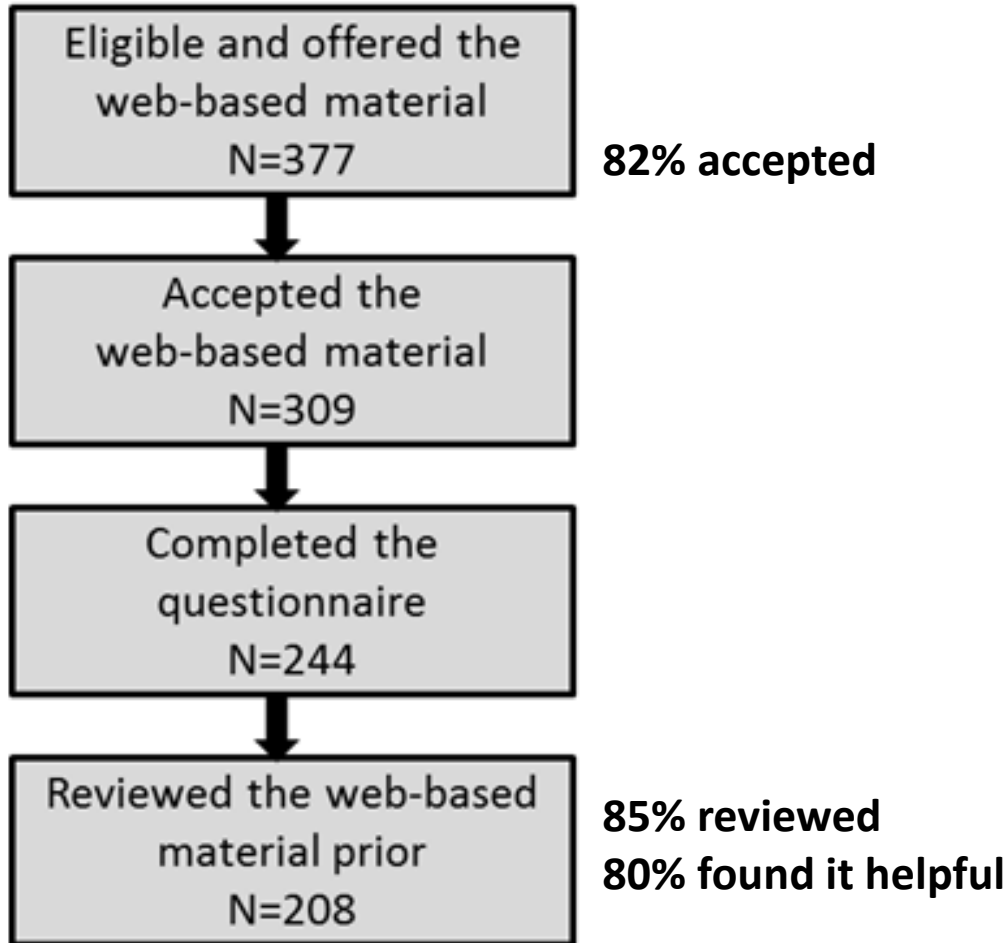 Eligible and offered the
web-based material
N=377
82% accepted
Accepted the
web-based material
N=309
Completed the
questionnaire
N=244
Reviewed the web-based
material prior
N=208
85% reviewed
80% found it helpful